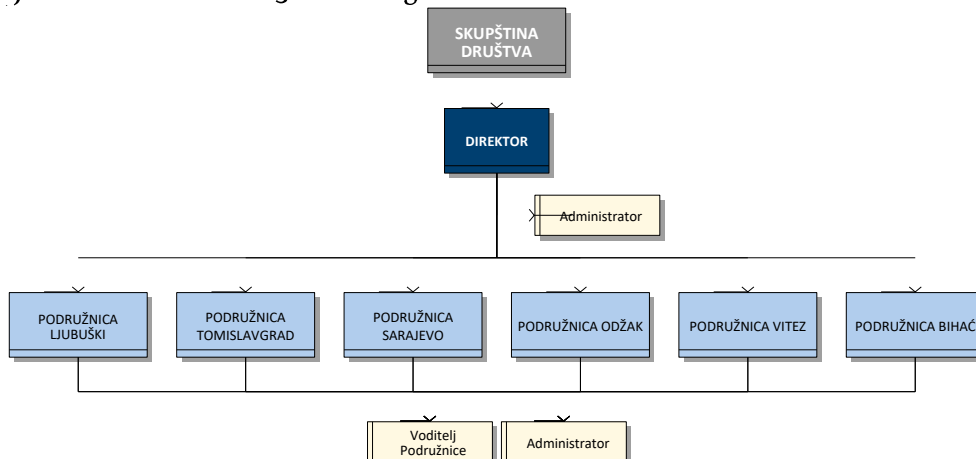 SKUPŠTINA
DRUŠTVA
DIREKTOR
Administrator
PODRUŽNICA
LJUBUŠKI
PODRUŽNICA
TOMISLAVGRAD
PODRUŽNICA
SARAJEVO
PODRUŽNICA ODŽAK
PODRUŽNICA VITEZ
PODRUŽNICA BIHAĆ
Voditelj
Podružnice
Administrator